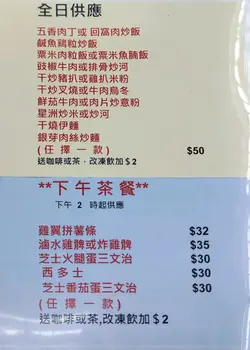 全日供應
五香肉丁或 回窩肉炒飯
鹹魚鷄粒炒飯
粟米肉粒飯或粟米魚腩飯
豉椒牛肉或排骨炒河
干炒豬扒或雞扒米粉
干炒叉燒或牛肉烏冬
鮮茄牛肉或肉片炒意粉
星洲炒米或炒河
干燒伊麵
銀芽肉絲炒麵
(任擇一款) $50
送咖啡或茶,改凍飲加$2
**下午茶餐**
下午 2 時起供應
雞翼拼薯條 $32
滷水雞髀或炸雞髀 $35
芝士火腿蛋三文治 $30
西多士 $30
芝士番茄蛋三文治 $30
(任擇一款)
送咖啡或茶,改凍飲加$2